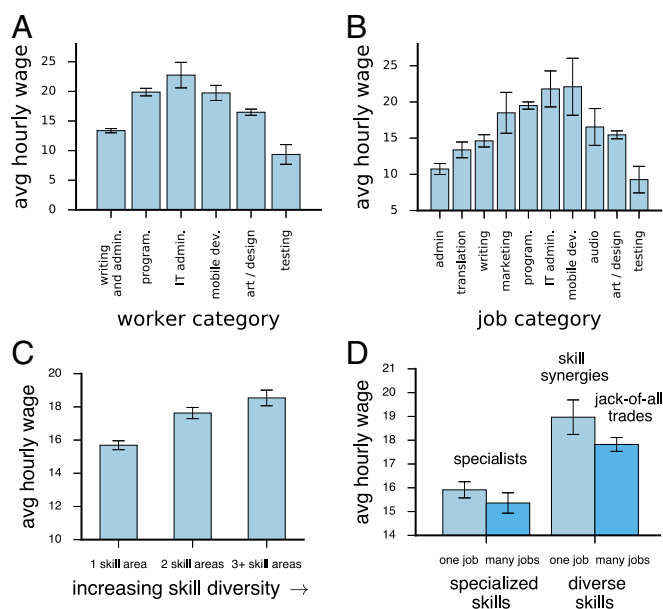 A
avg hourly wage
25
20
15
10
5
0
writing
and admin.
program.
IT admin.
mobile dev.
art / design
testing
worker category
B
avg hourly wage
25
20
15
10
5
admin
translation
writing
marketing
program.
IT admin.
mobile dev.
audio
art / design
testing
job category
C
avg hourly wage
20
18
16
14
12
10
1 skill area
2 skill areas
3+ skill areas
increasing skill diversity →
D
avg hourly wage
21
20
19
18
17
16
15
14
skill
synergies
jack-of-all
trades
specialists
one job
many jobs
one job
many jobs
specialized
skills
diverse
skills